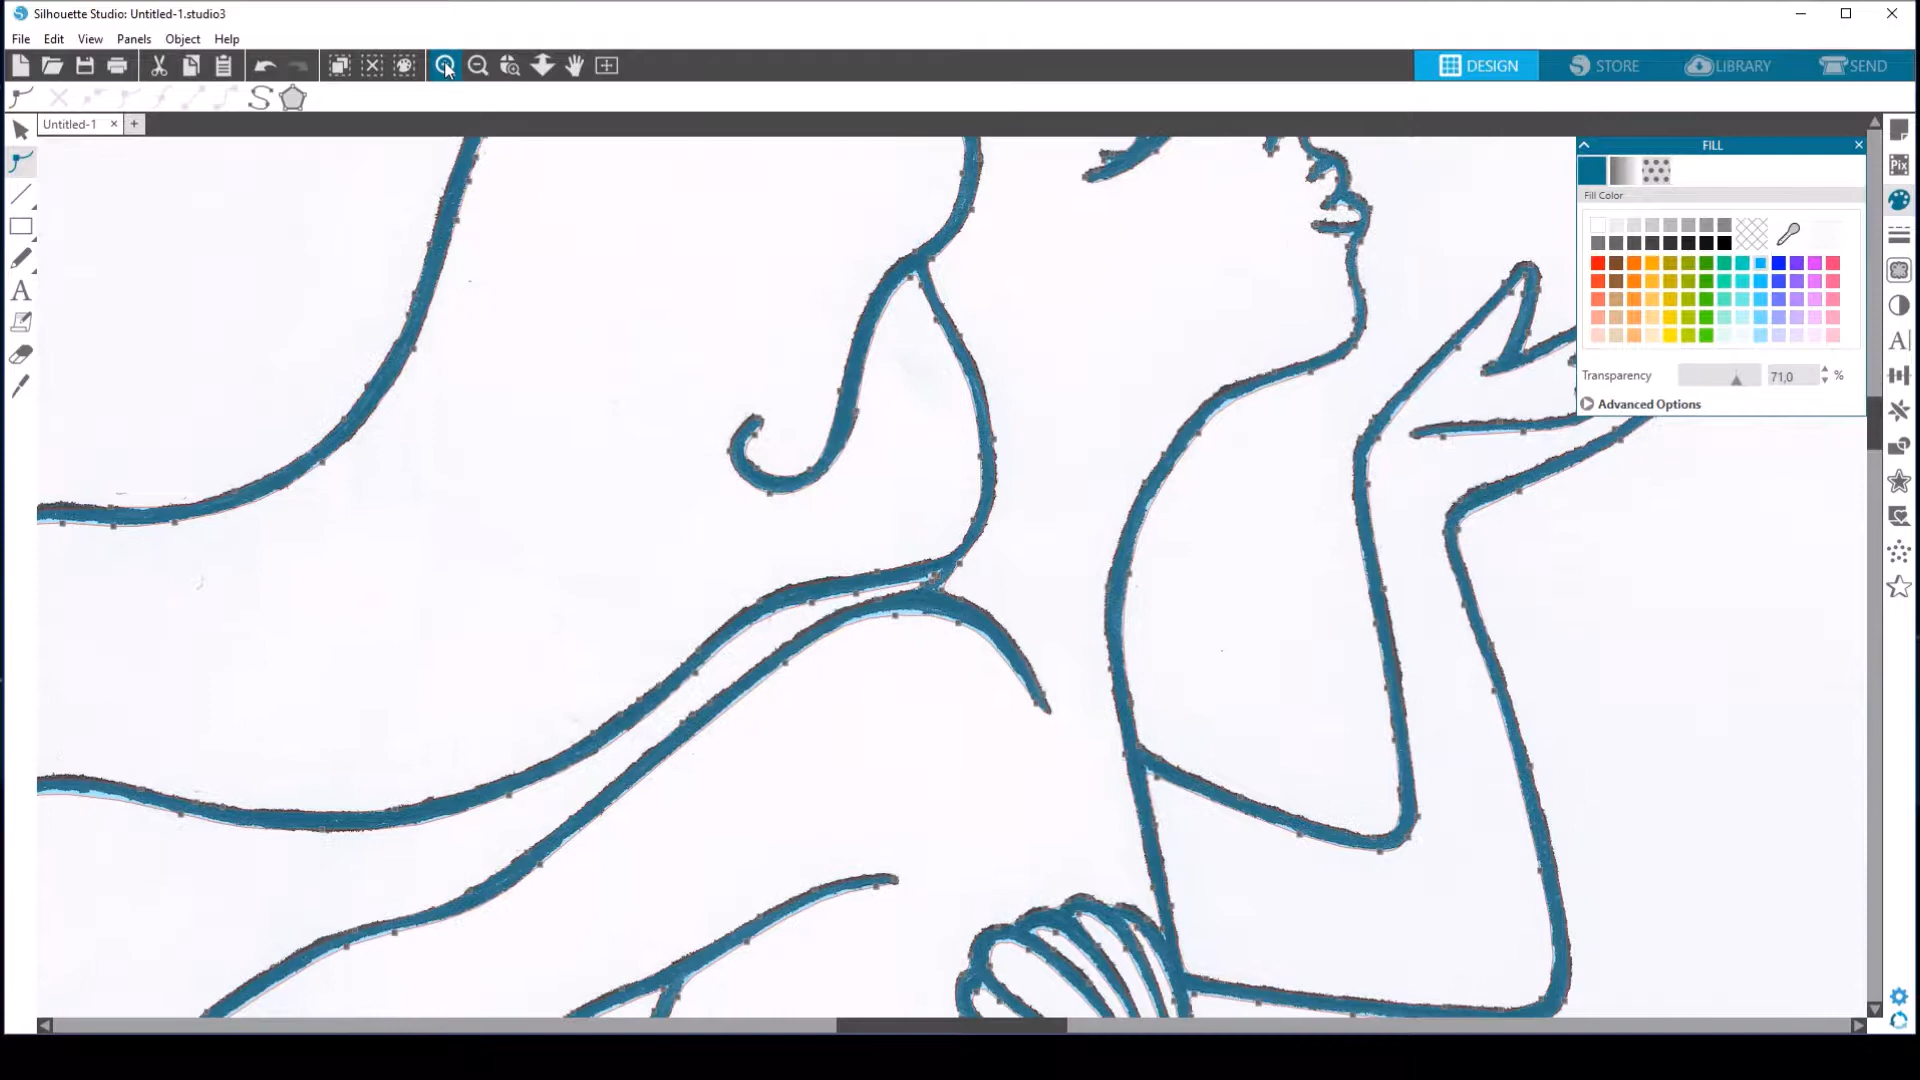 Silhouette Studio: Untitled-1.studio3
File Edit View Panels Object Help
DESIGN STORE LIBRARY SEND
Untitled-1
FILL
Pix
Fill Color
A
A
Transparency 71,0 %
Advanced Options